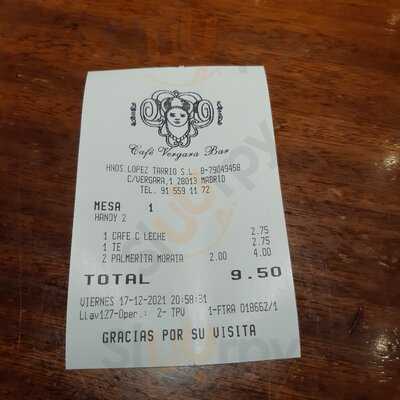 Café Vergara Bar
HNOS. LOPEZ TARRIO S.L. B-79049458
C/VERGARA,1 28013 MADRID
TEL. 91 559 11 72
MESA 1
HANDY 2
1 CAFE C LECHE 2.75
1 TE 2.75
2 PALMERITA MORATA 2.00 4.00
TOTAL 9.50
VIERNES 17-12-2021 20:58:31
Llav127-Oper.: 2- TPV 1-FTRA 018662/1
GRACIAS POR SU VISITA